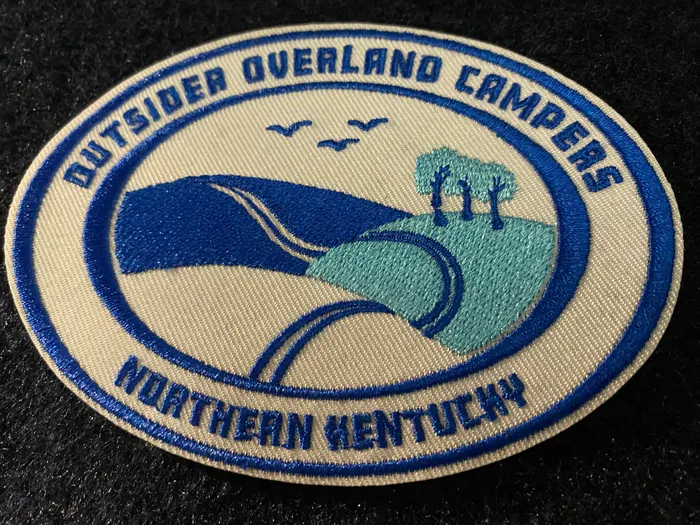 OUTSIDER OVERLAND CAMPERS
NORTHERN KENTUCKY